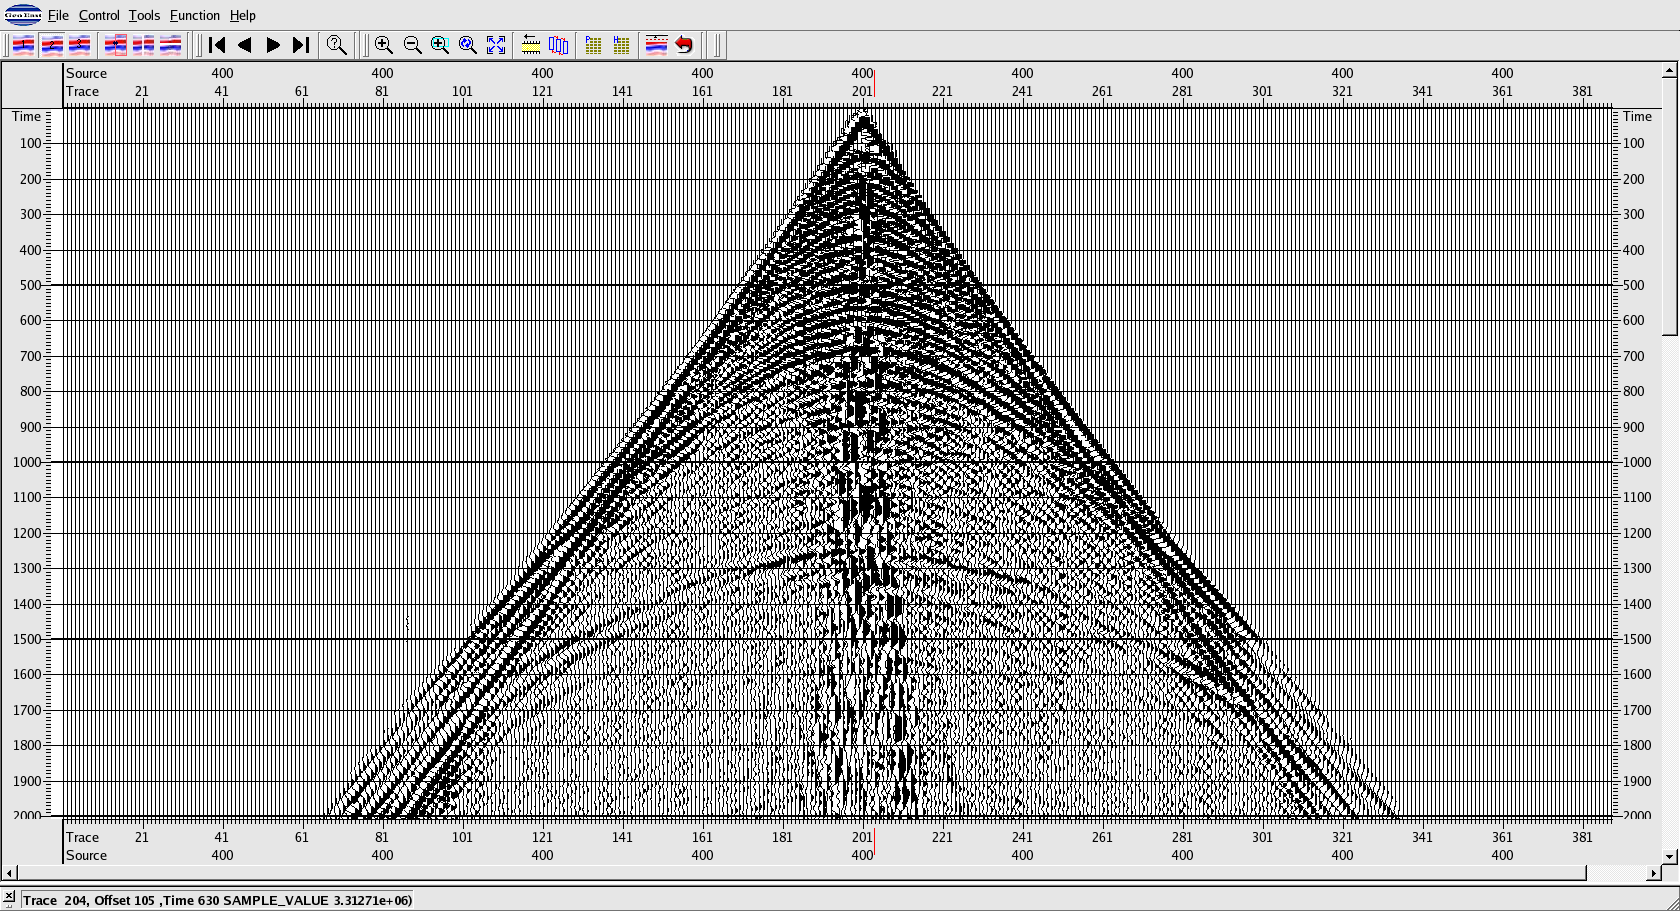 GeoEast File Control Tools Function Help
1 2 3
Source 400 400 400 400 400 400 400 400 400
Trace 21 41 61 81 101 121 141 161 181 201 221 241 261 281 301 321 341 361 381
Time Time
100 100
200 200
300 300
400 400
500 500
600 600
700 700
800 800
900 900
1000 1000
1100 1100
1200 1200
1300 1300
1400 1400
1500 1500
1600 1600
1700 1700
1800 1800
1900 1900
2000 2000
Trace 21 41 61 81 101 121 141 161 181 201 221 241 261 281 301 321 341 361 381
Source 400 400 400 400 400 400 400 400 400
Trace 204, Offset 105 ,Time 630 SAMPLE_VALUE 3.31271e+06)